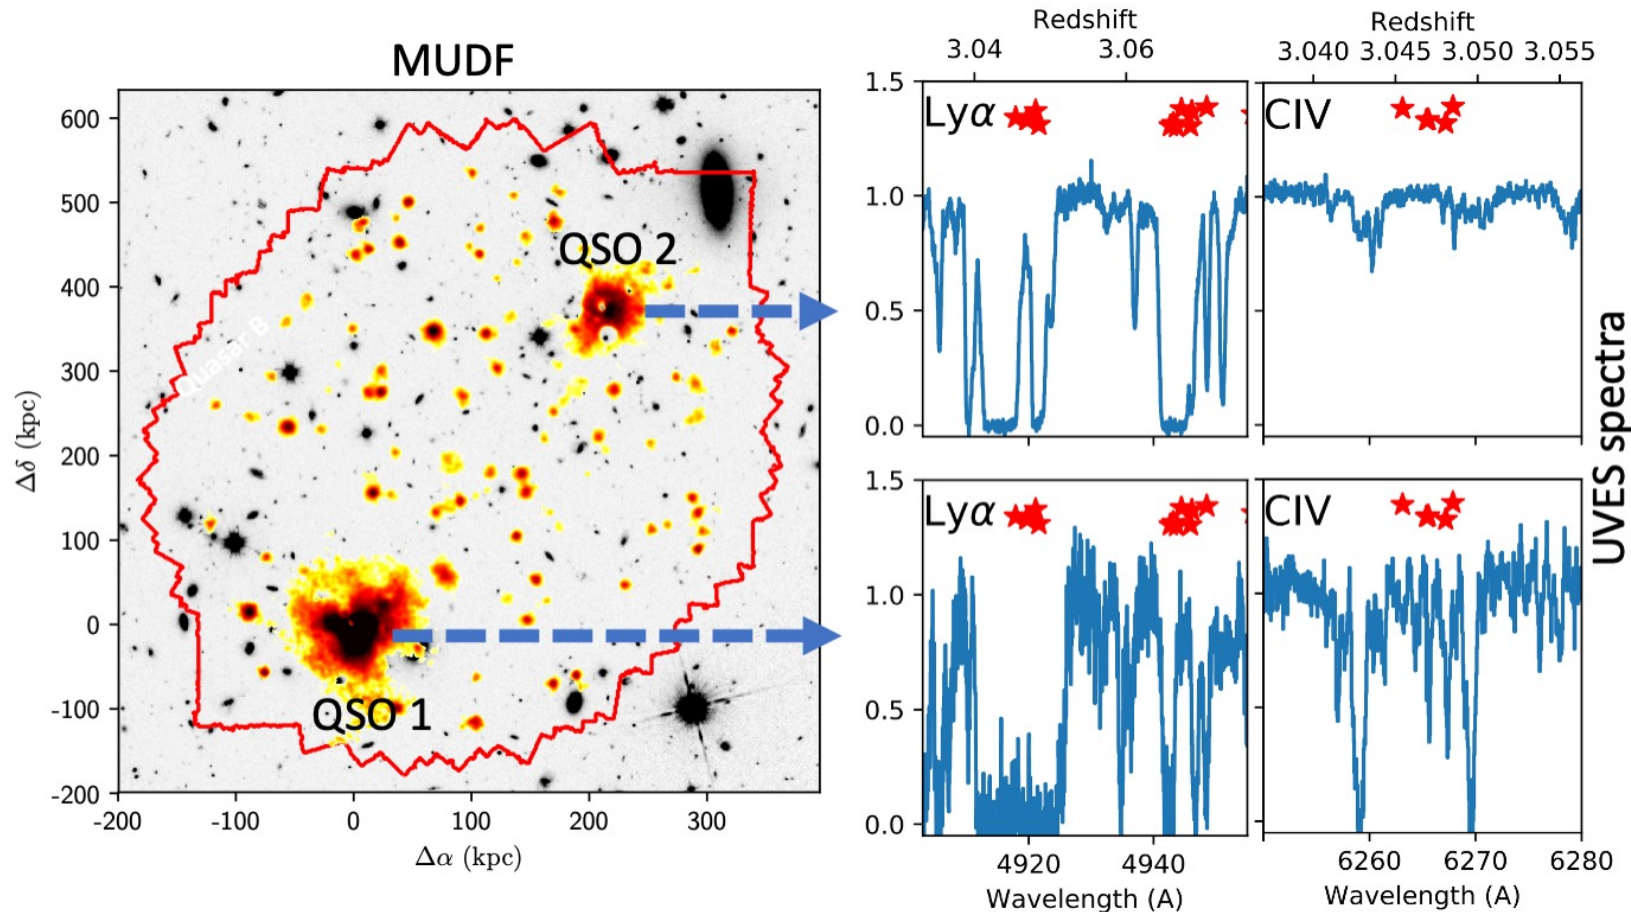 MUDF
600
500
400
300
200
100
0
-100
-200
Δδ (kpc)
-200 -100 0 100 200 300
Δα (kpc)
Quasar B
QSO 2
QSO 1
Redshift
3.04 3.06
1.5
1.0
0.5
0.0
Lyα
Redshift
3.040 3.045 3.050 3.055
CIV
1.5
1.0
0.5
0.0
Lyα
4920 4940
Wavelength (A)
CIV
6260 6270 6280
Wavelength (A)
UVES spectra